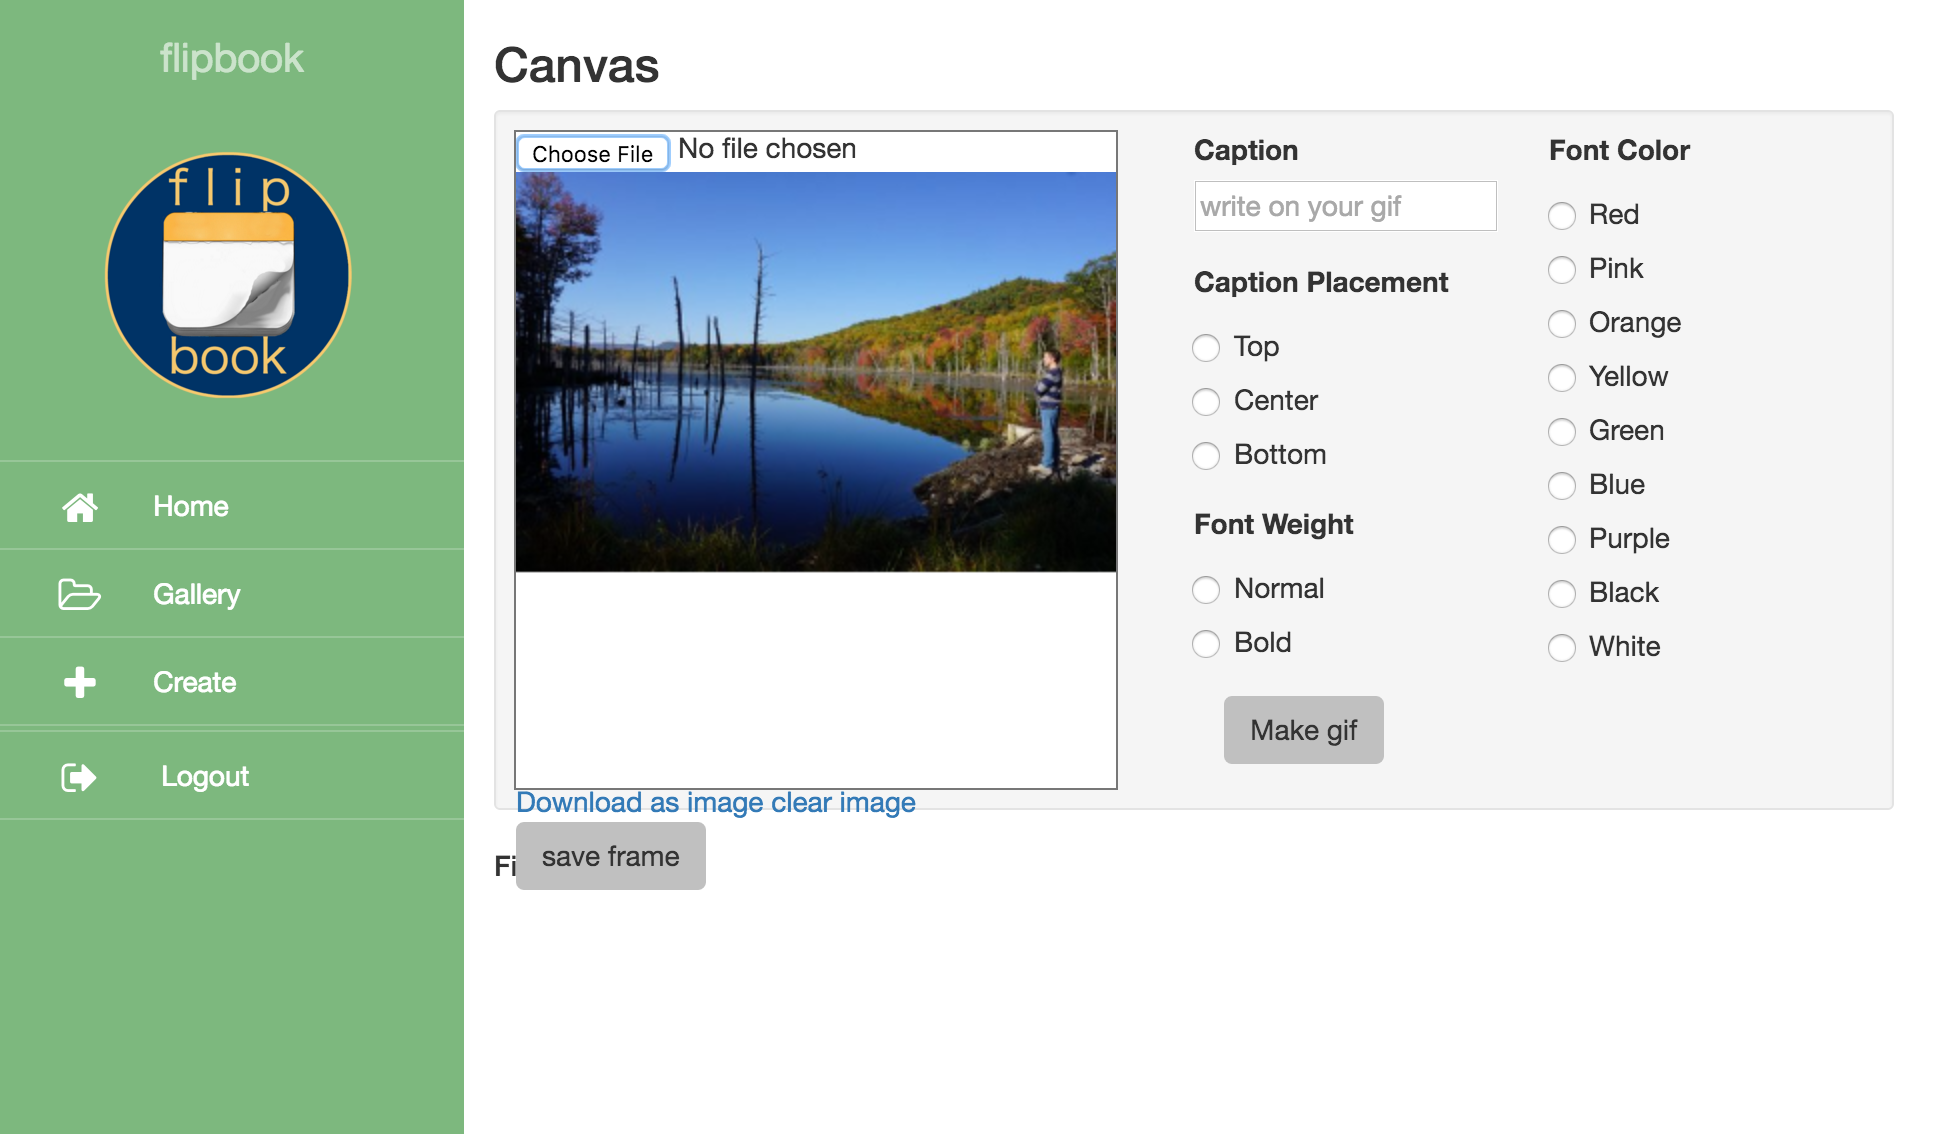 flipbook
flip
book
Home
Gallery
Create
Logout
Canvas
Choose File No file chosen
Download as image clear image
save frame
Fi
Caption
write on your gif
Caption Placement
Top
Center
Bottom
Font Weight
Normal
Bold
Make gif
Font Color
Red
Pink
Orange
Yellow
Green
Blue
Purple
Black
White